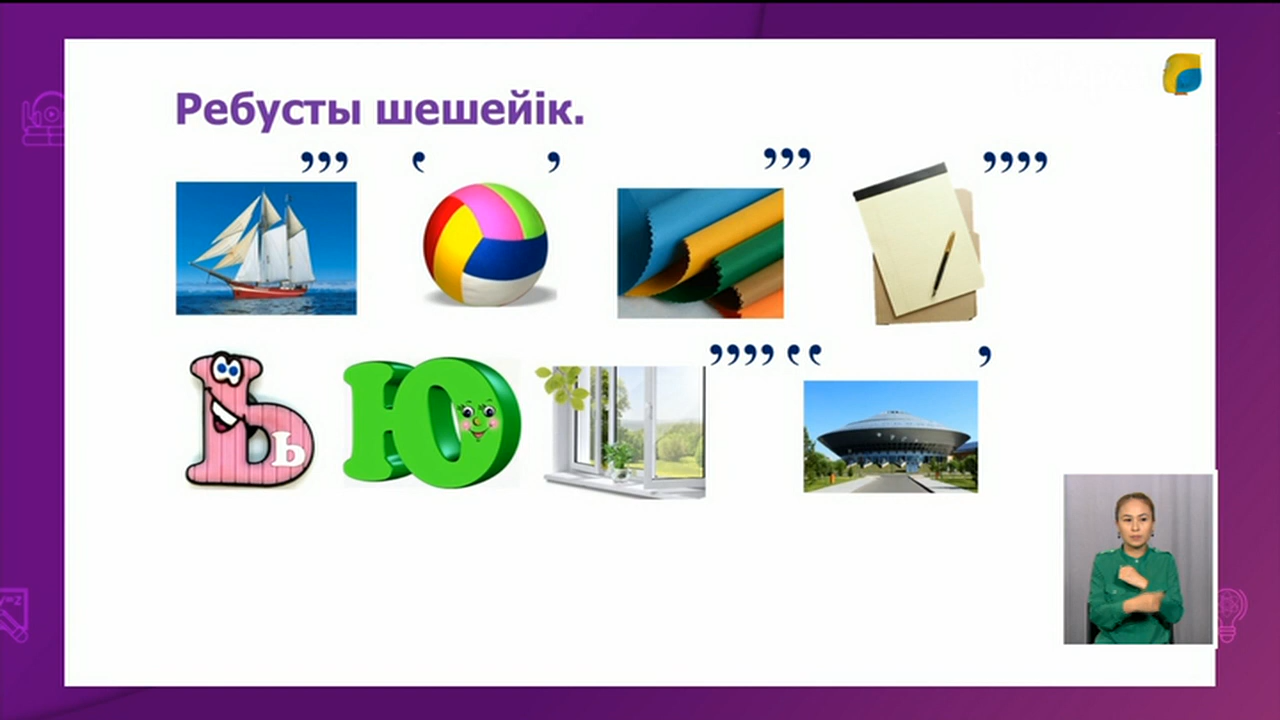 Ребусты шешейік.
,,, , ,,, ,,,,
Ь ь Ю ,,,, ,